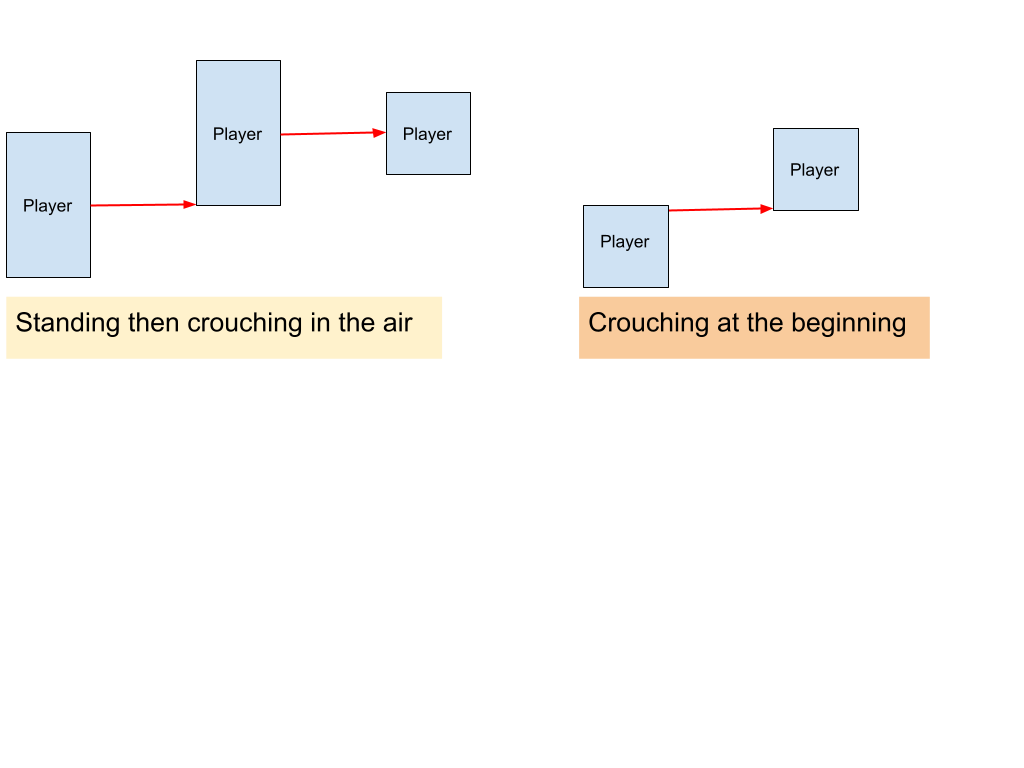 Player
Player
Player
Player
Player
Standing then crouching in the air
Crouching at the beginning